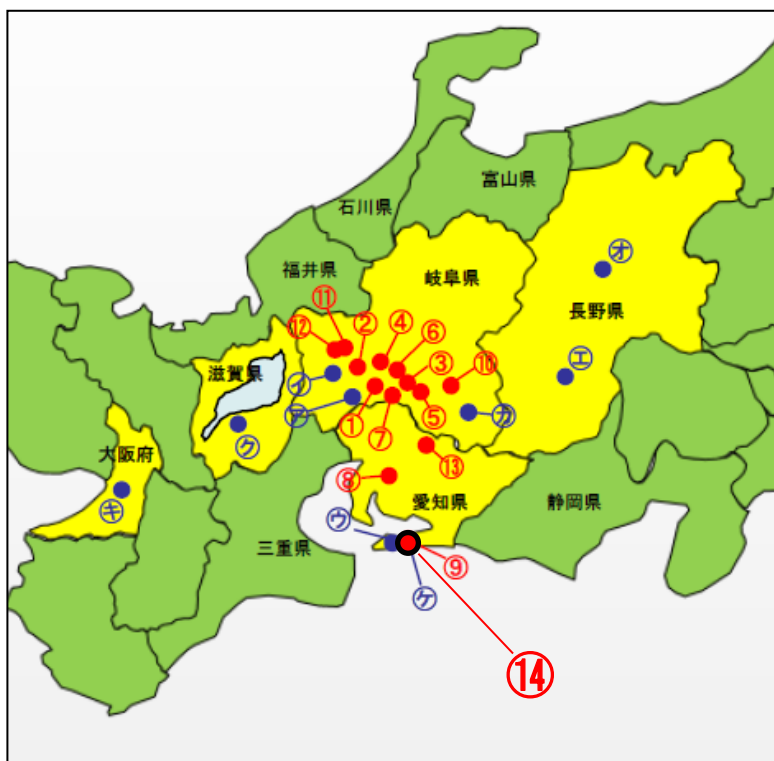 富山県
石川県
㋔
福井県
岐阜県
⑪
長野県
⑫
②
④
⑥
滋賀県
㋑
③
⑩
㋓
㋐
①
⑦
⑤
㋕
㋗
大阪府
⑬
⑧
愛知県
静岡県
㋖
㋒
三重県
⑨
㋘
⑭